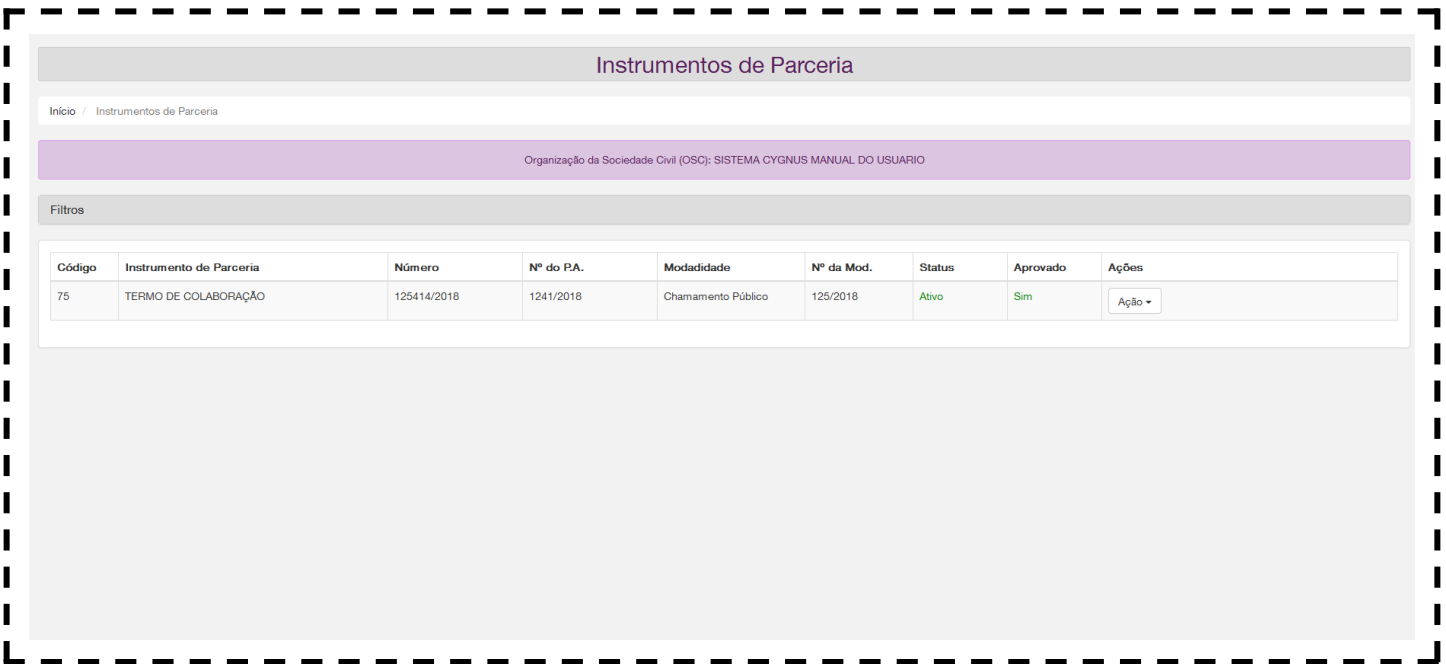 Instrumentos de Parceria
Início / Instrumentos de Parceria
Organização da Sociedade Civil (OSC): SISTEMA CYGNUS MANUAL DO USUARIO
Filtros
Código Instrumento de Parceria Número Nº do P.A. Modadidade Nº da Mod. Status Aprovado Ações
75 TERMO DE COLABORAÇÃO 125414/2018 1241/2018 Chamamento Público 125/2018 Ativo Sim Ação